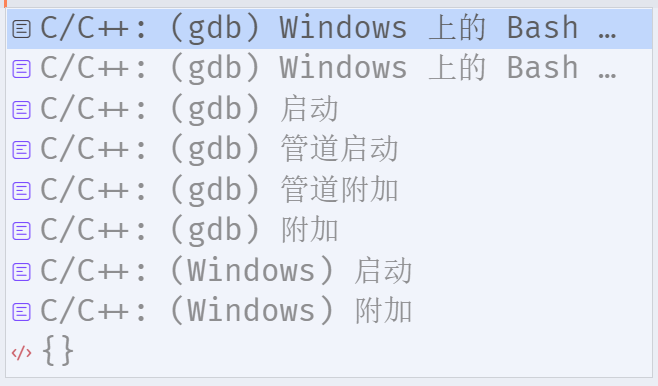 C/C++: (gdb) Windows 上的 Bash …
C/C++: (gdb) Windows 上的 Bash …
C/C++: (gdb) 启动
C/C++: (gdb) 管道启动
C/C++: (gdb) 管道附加
C/C++: (gdb) 附加
C/C++: (Windows) 启动
C/C++: (Windows) 附加
{}